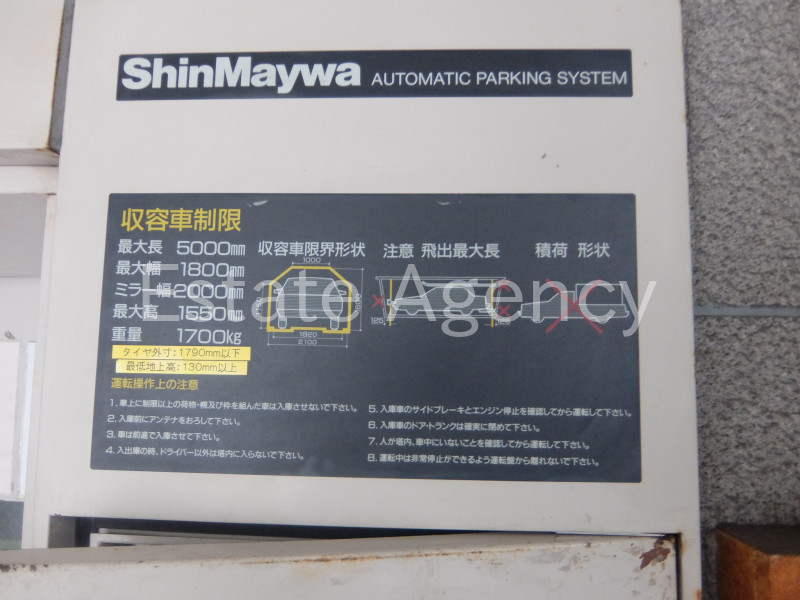 ShinMaywa AUTOMATIC PARKING SYSTEM
収容車制限
最大長 5000mm
最大幅 1800mm
ミラー幅 2000mm
最大高 1550mm
重量 1700kg
タイヤ外寸:1790mm以下
最低地上高:130mm以上
収容車限界形状
1000
1820
2100
注意 飛出最大長
125
積荷 形状
Estate Agency
運転操作上の注意
1.車上に制限以上の荷物・幌及び枠を組んだ車は入庫させないで下さい。
2.入庫前にアンテナをおろして下さい。
3.車は前進で入庫させて下さい。
4.入出庫の時、ドライバー以外は塔内に入らないで下さい。
5.入庫車のサイドブレーキとエンジン停止を確認してから運転して下さい。
6.入庫車のドア・トランクは確実に閉めて下さい。
7.人が塔内、車中にいないことを確認してから運転して下さい。
8.運転中は非常停止ができるよう運転盤から離れないで下さい。